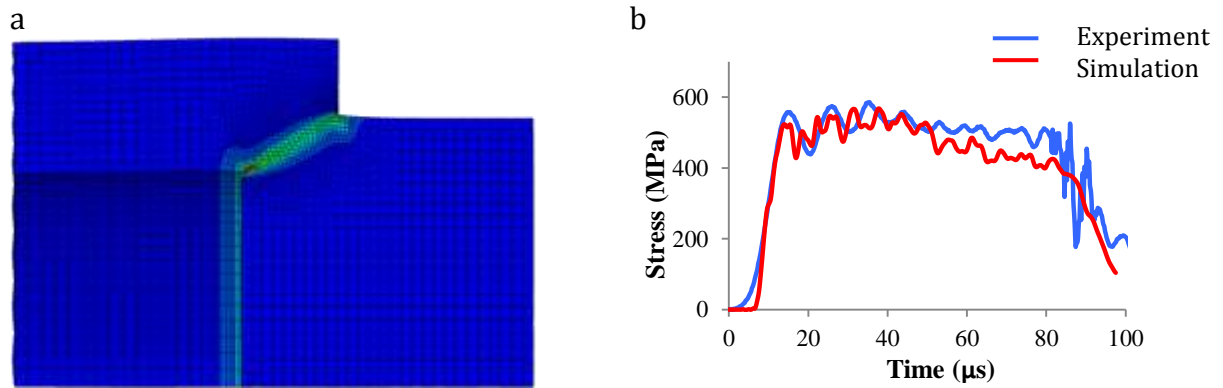 a
b
Experiment
Simulation
600
400
200
0
Stress (MPa)
0 20 40 60 80 100
Time (μs)